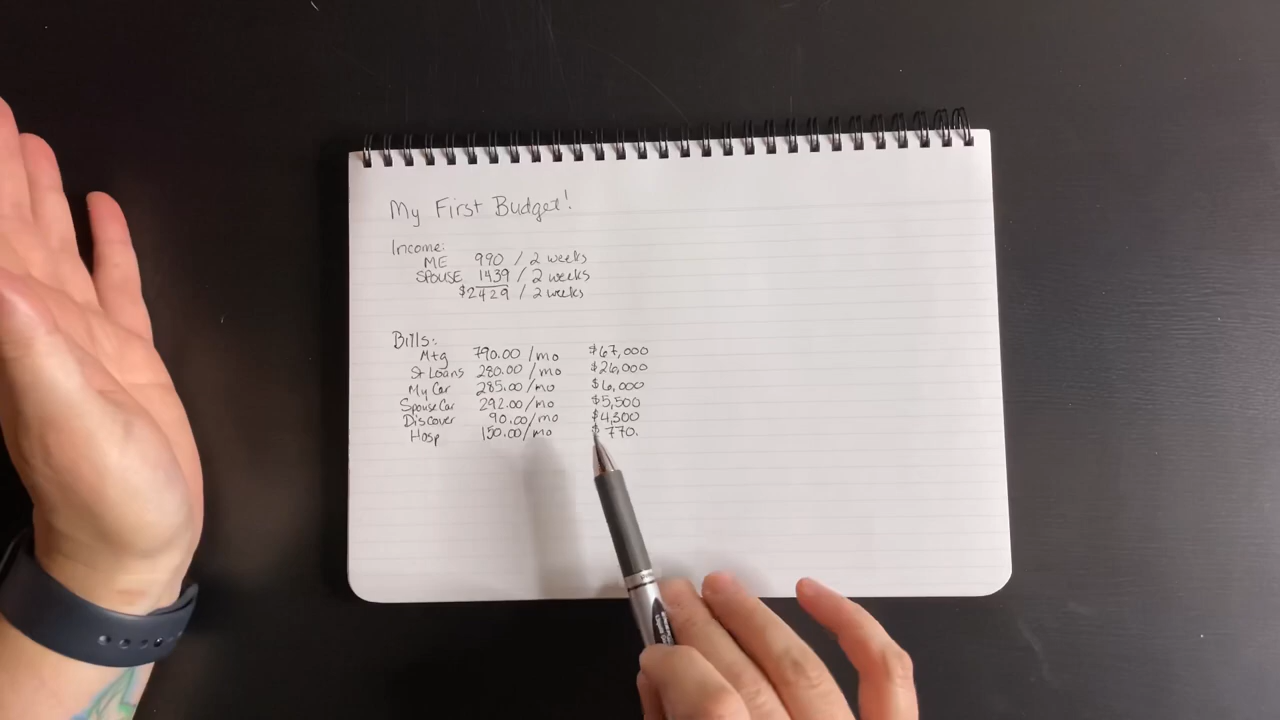 My First Budget!
Income:
ME 990 / 2 weeks
SPOUSE 1439 / 2 weeks
$2429 / 2 weeks
Bills:
Mtg 790.00 /mo $67,000
St Loans 280.00 /mo $26,000
My Car 285.00 /mo $6,000
Spouse Car 292.00 /mo $5,500
Discover 90.00 /mo $4,300
Hosp 150.00 /mo $770.